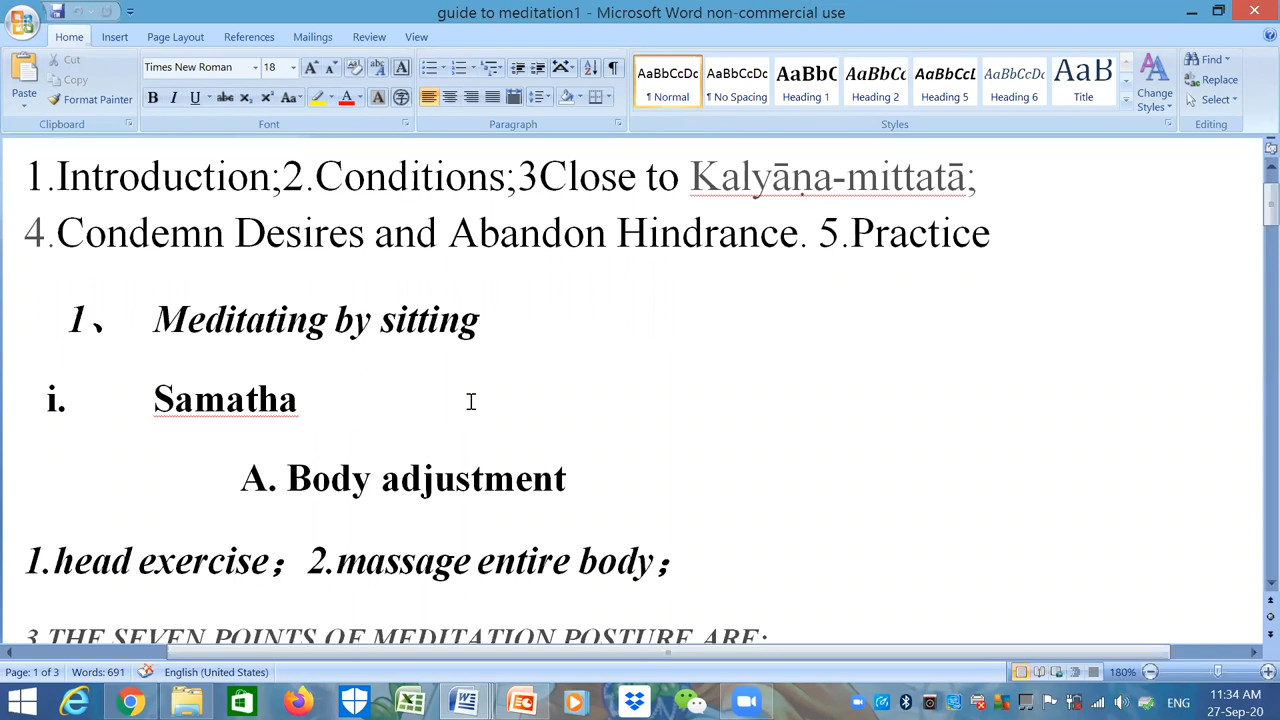 guide to meditation1 - Microsoft Word non-commercial use
Home Insert Page Layout References Mailings Review View
Cut
Copy
Format Painter
Paste
Clipboard
Times New Roman 18
Font
Paragraph
AaBbCcDc AaBbCcDc AaBbC AaBbCc AaBbCcL AaBbCcDc AaB
¶ Normal ¶ No Spacing Heading 1 Heading 2 Heading 5 Heading 6 Title
Change Styles
Styles
Find
Replace
Select
Editing
1.Introduction;2.Conditions;3Close to Kalyāṇa-mittatā;
4.Condemn Desires and Abandon Hindrance. 5.Practice
1、 Meditating by sitting
i. Samatha
A. Body adjustment
1.head exercise；2.massage entire body；
3.THE SEVEN POINTS OF MEDITATION POSTURE ARE:
Page: 1 of 3 Words: 691 English (United States) 180%
ENG
11:34 AM
27-Sep-20